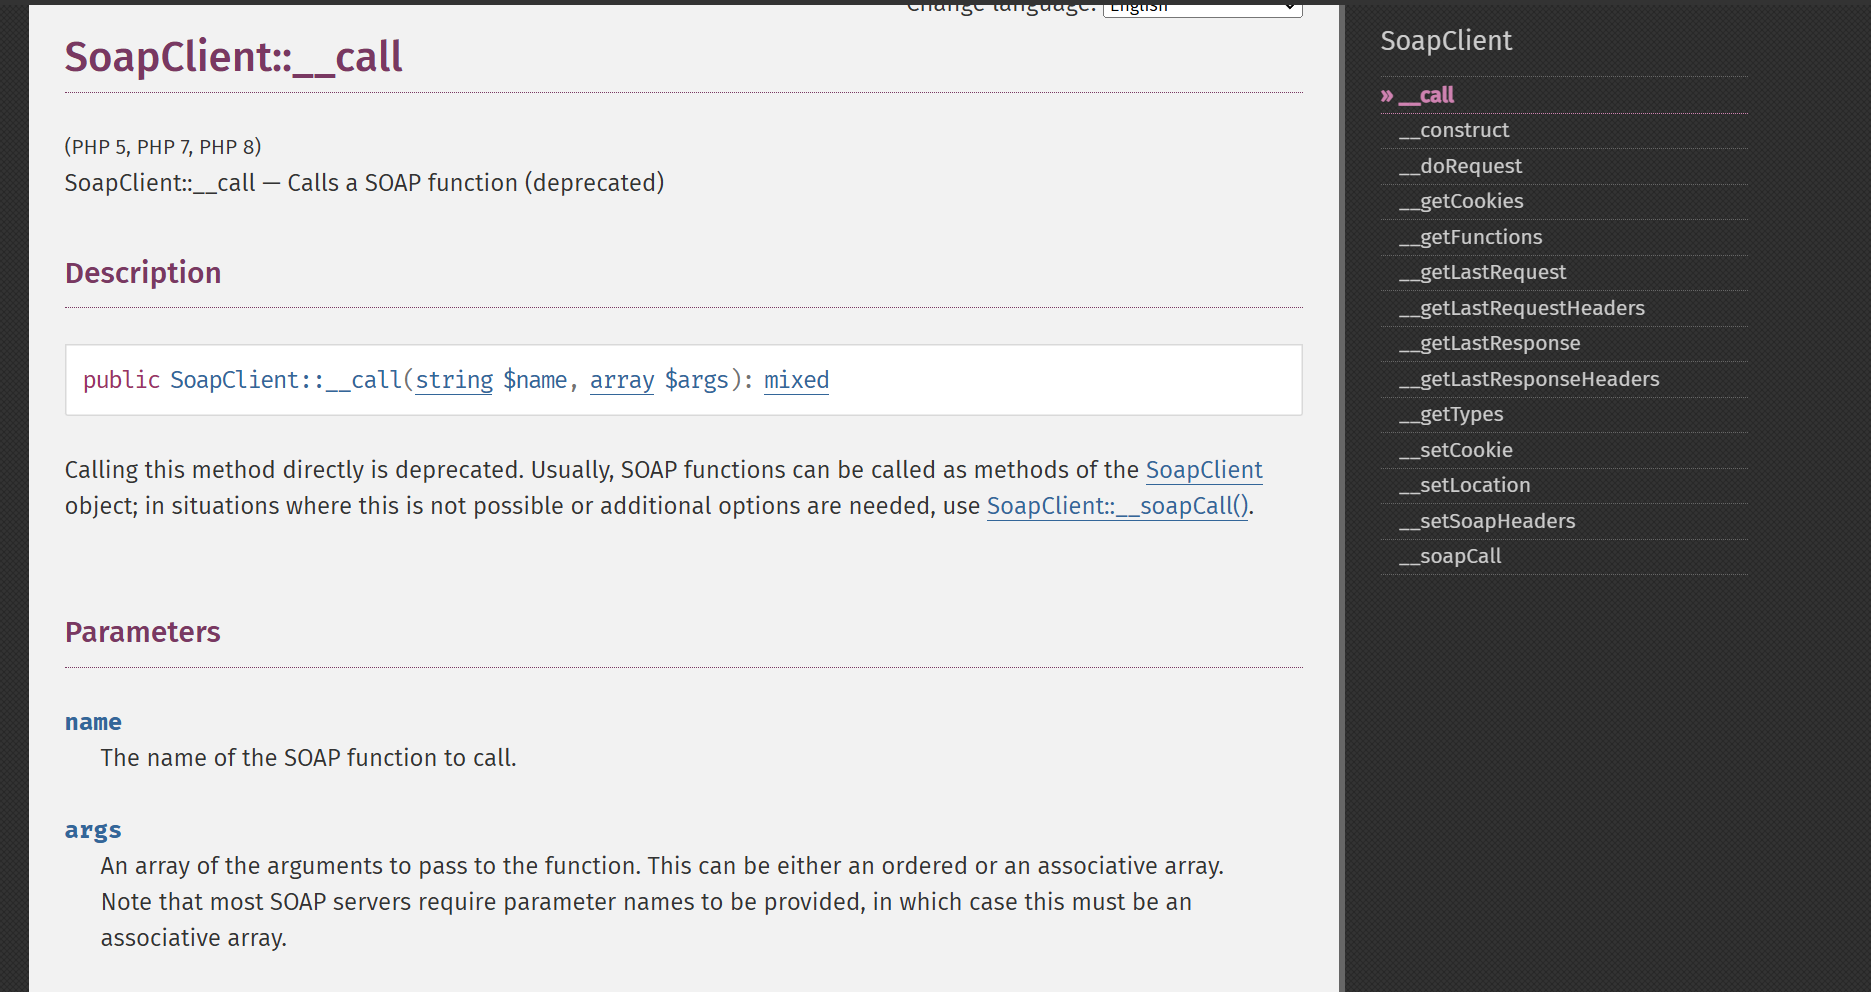 Change language: English
SoapClient::__call
(PHP 5, PHP 7, PHP 8)
SoapClient::__call — Calls a SOAP function (deprecated)
Description
public SoapClient::__call(string $name, array $args): mixed
Calling this method directly is deprecated. Usually, SOAP functions can be called as methods of the SoapClient
object; in situations where this is not possible or additional options are needed, use SoapClient::__soapCall().
Parameters
name
The name of the SOAP function to call.
args
An array of the arguments to pass to the function. This can be either an ordered or an associative array.
Note that most SOAP servers require parameter names to be provided, in which case this must be an
associative array.
SoapClient
» __call
__construct
__doRequest
__getCookies
__getFunctions
__getLastRequest
__getLastRequestHeaders
__getLastResponse
__getLastResponseHeaders
__getTypes
__setCookie
__setLocation
__setSoapHeaders
__soapCall